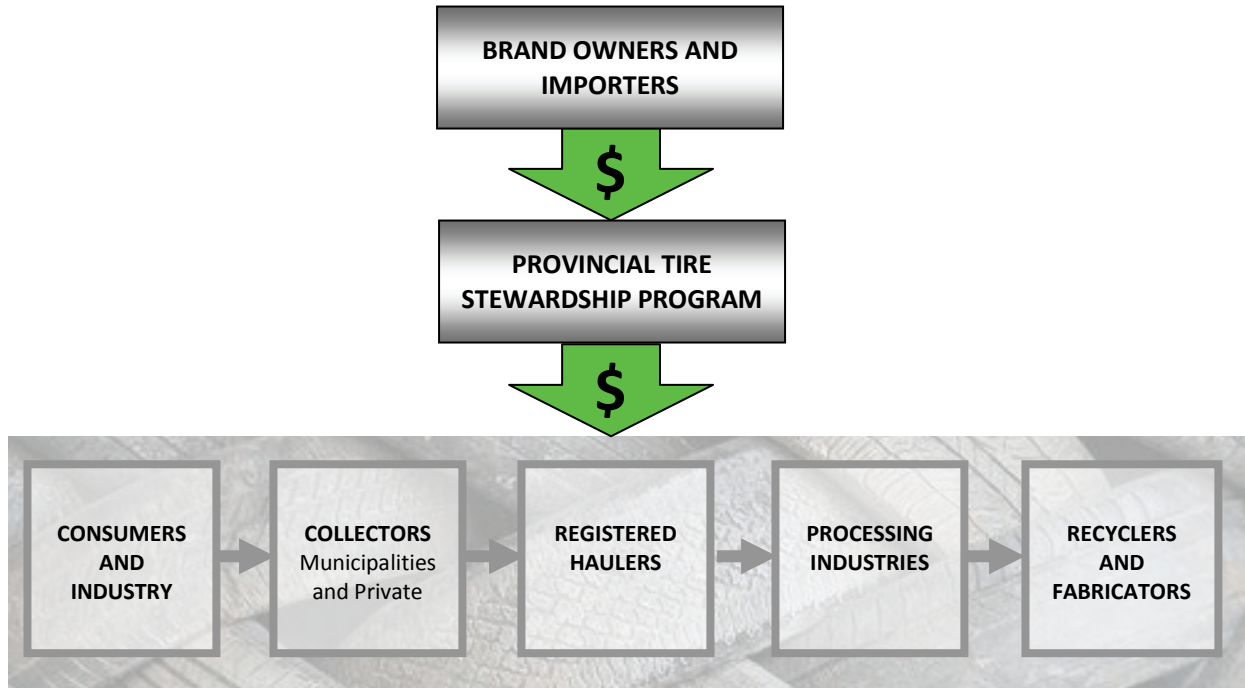 BRAND OWNERS AND
IMPORTERS
$
PROVINCIAL TIRE
STEWARDSHIP PROGRAM
$
CONSUMERS
AND
INDUSTRY
COLLECTORS
Municipalities
and Private
REGISTERED
HAULERS
PROCESSING
INDUSTRIES
RECYCLERS
AND
FABRICATORS